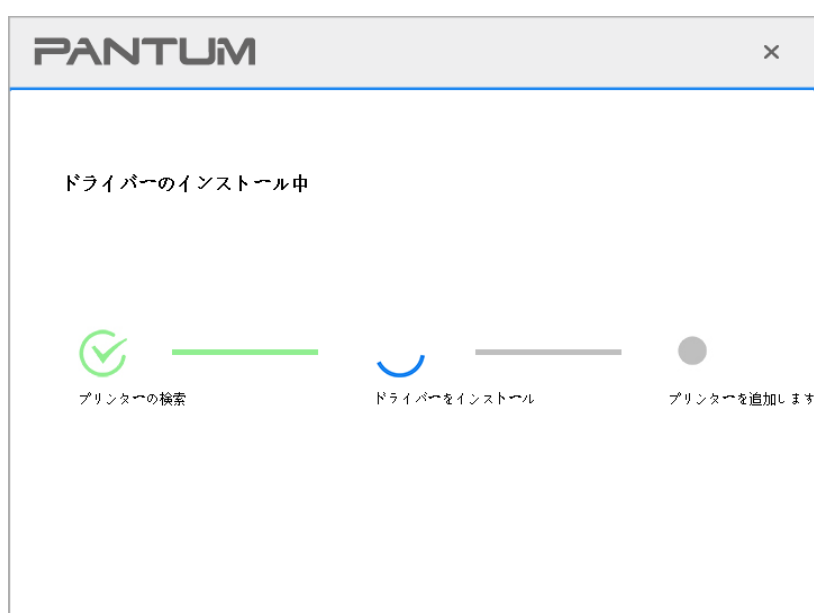 PANTUM
ドライバーのインストール中
プリンターの検索
ドライバーをインストール
プリンターを追加します